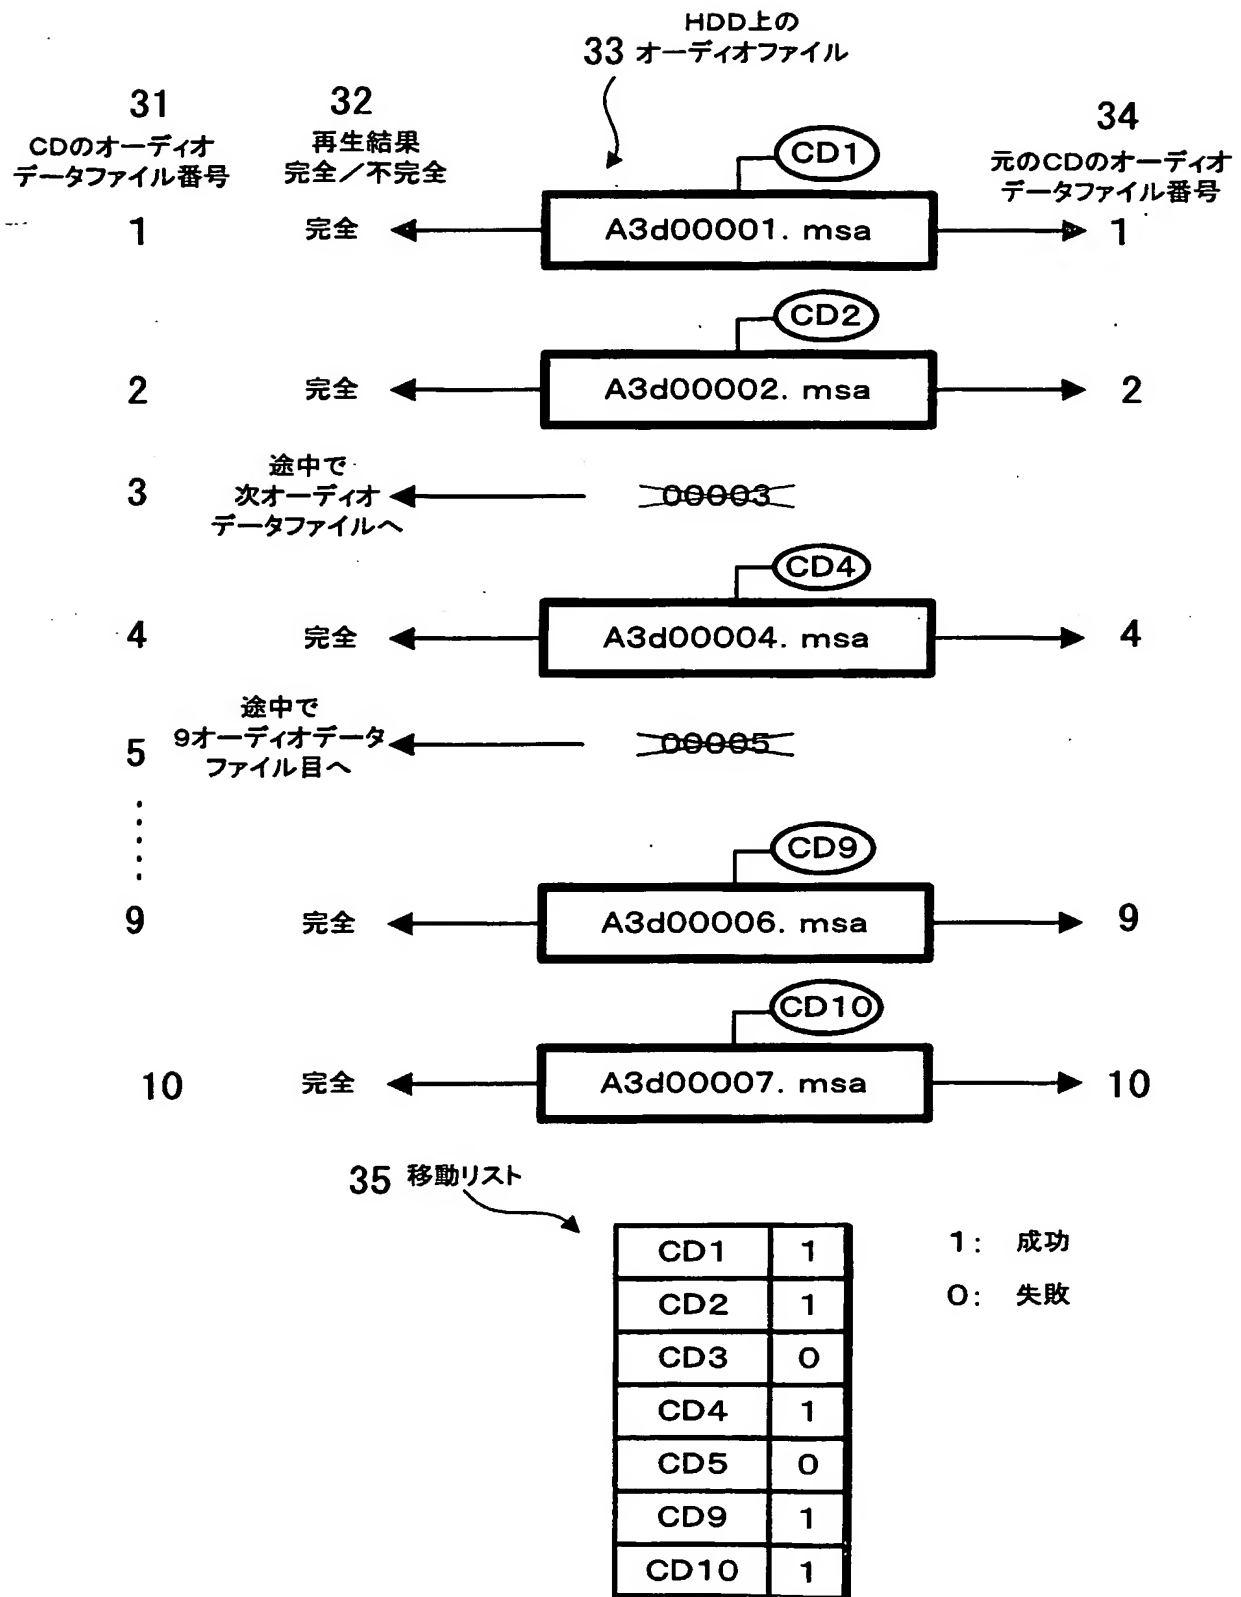 HDD上の
33 オーディオファイル
31
CDのオーディオ
データファイル番号
32
再生結果
完全／不完全
34
元のCDのオーディオ
データファイル番号
CD1
1 完全 A3d00001. msa 1
CD2
2 完全 A3d00002. msa 2
途中で
3 次オーディオ 00003
データファイルへ
CD4
4 完全 A3d00004. msa 4
途中で
9オーディオデータ
5 ファイル目へ 00005
CD9
9 完全 A3d00006. msa 9
CD10
10 完全 A3d00007. msa 10
35 移動リスト
CD1 1
CD2 1
CD3 0
CD4 1
CD5 0
CD9 1
CD10 1
1: 成功
0: 失敗